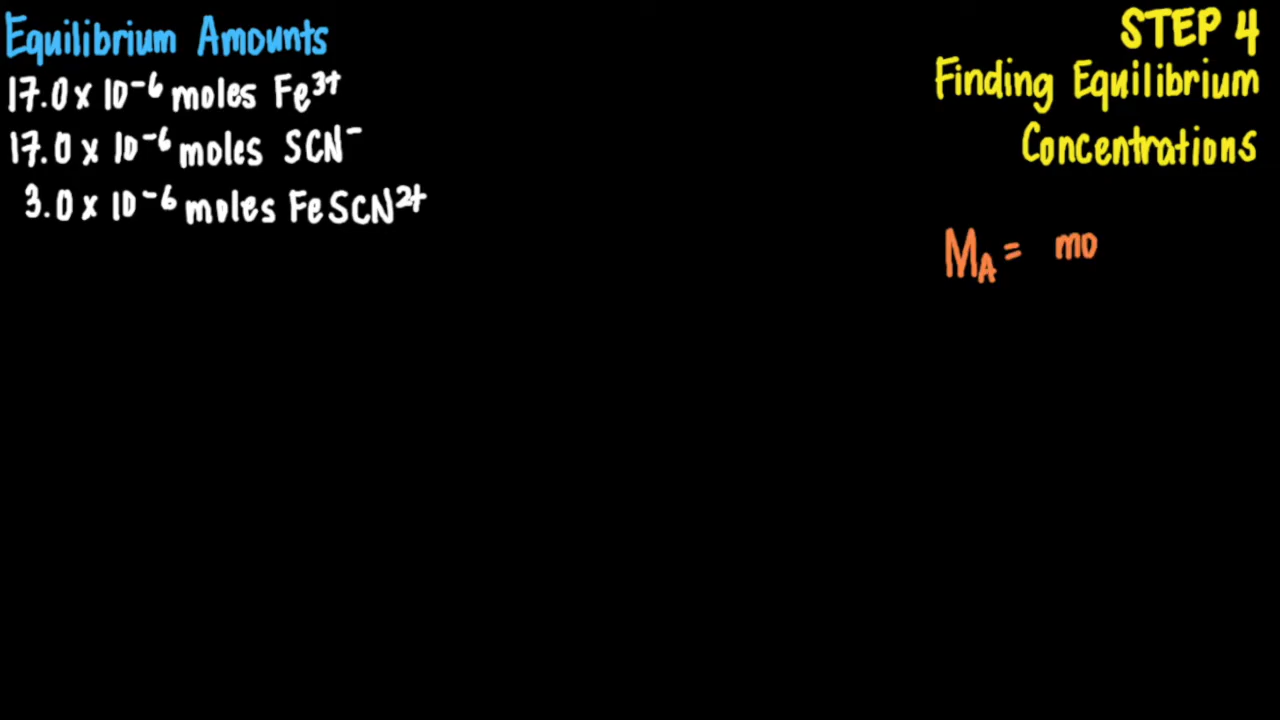 Equilibrium Amounts
17.0 x 10⁻⁶ moles Fe³⁺
17.0 x 10⁻⁶ moles SCN⁻
3.0 x 10⁻⁶ moles FeSCN²⁺
STEP 4
Finding Equilibrium
Concentrations
M_A = mo